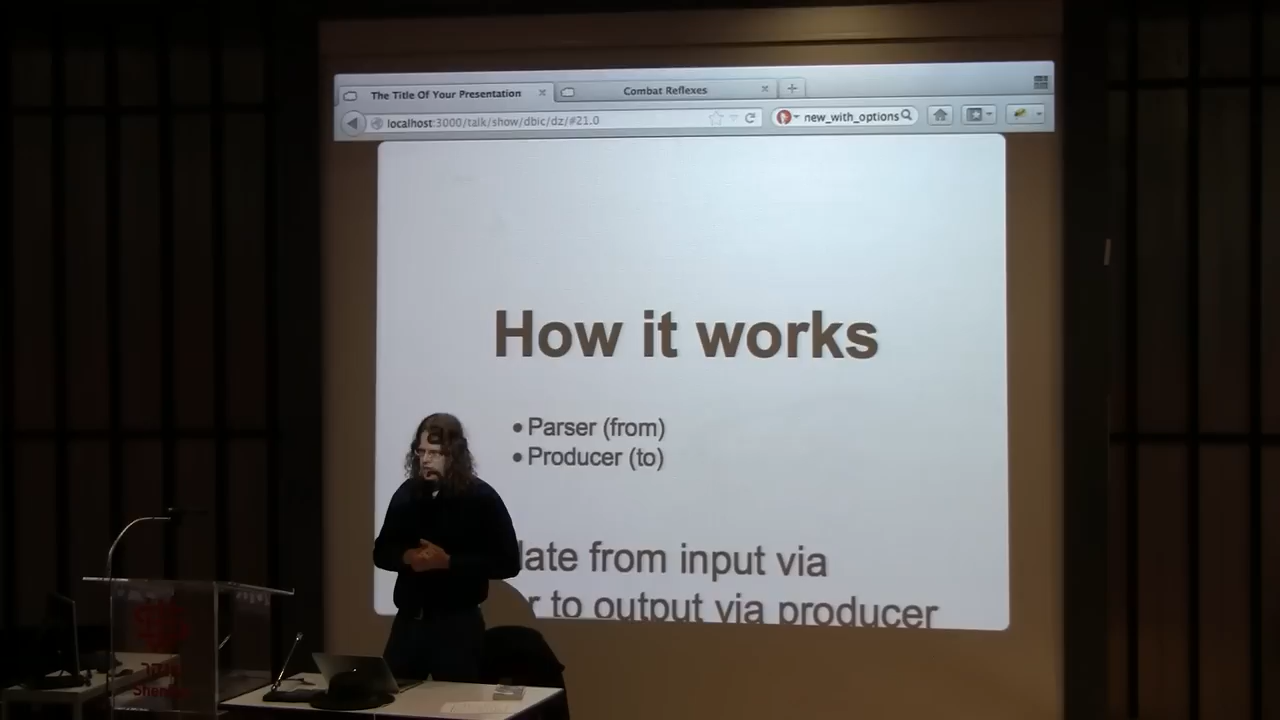 The Title Of Your Presentation
Combat Reflexes
localhost:3000/talk/show/dbic/dz/#21.0
new_with_options
How it works
• Parser (from)
• Producer (to)
from input via
to output via producer